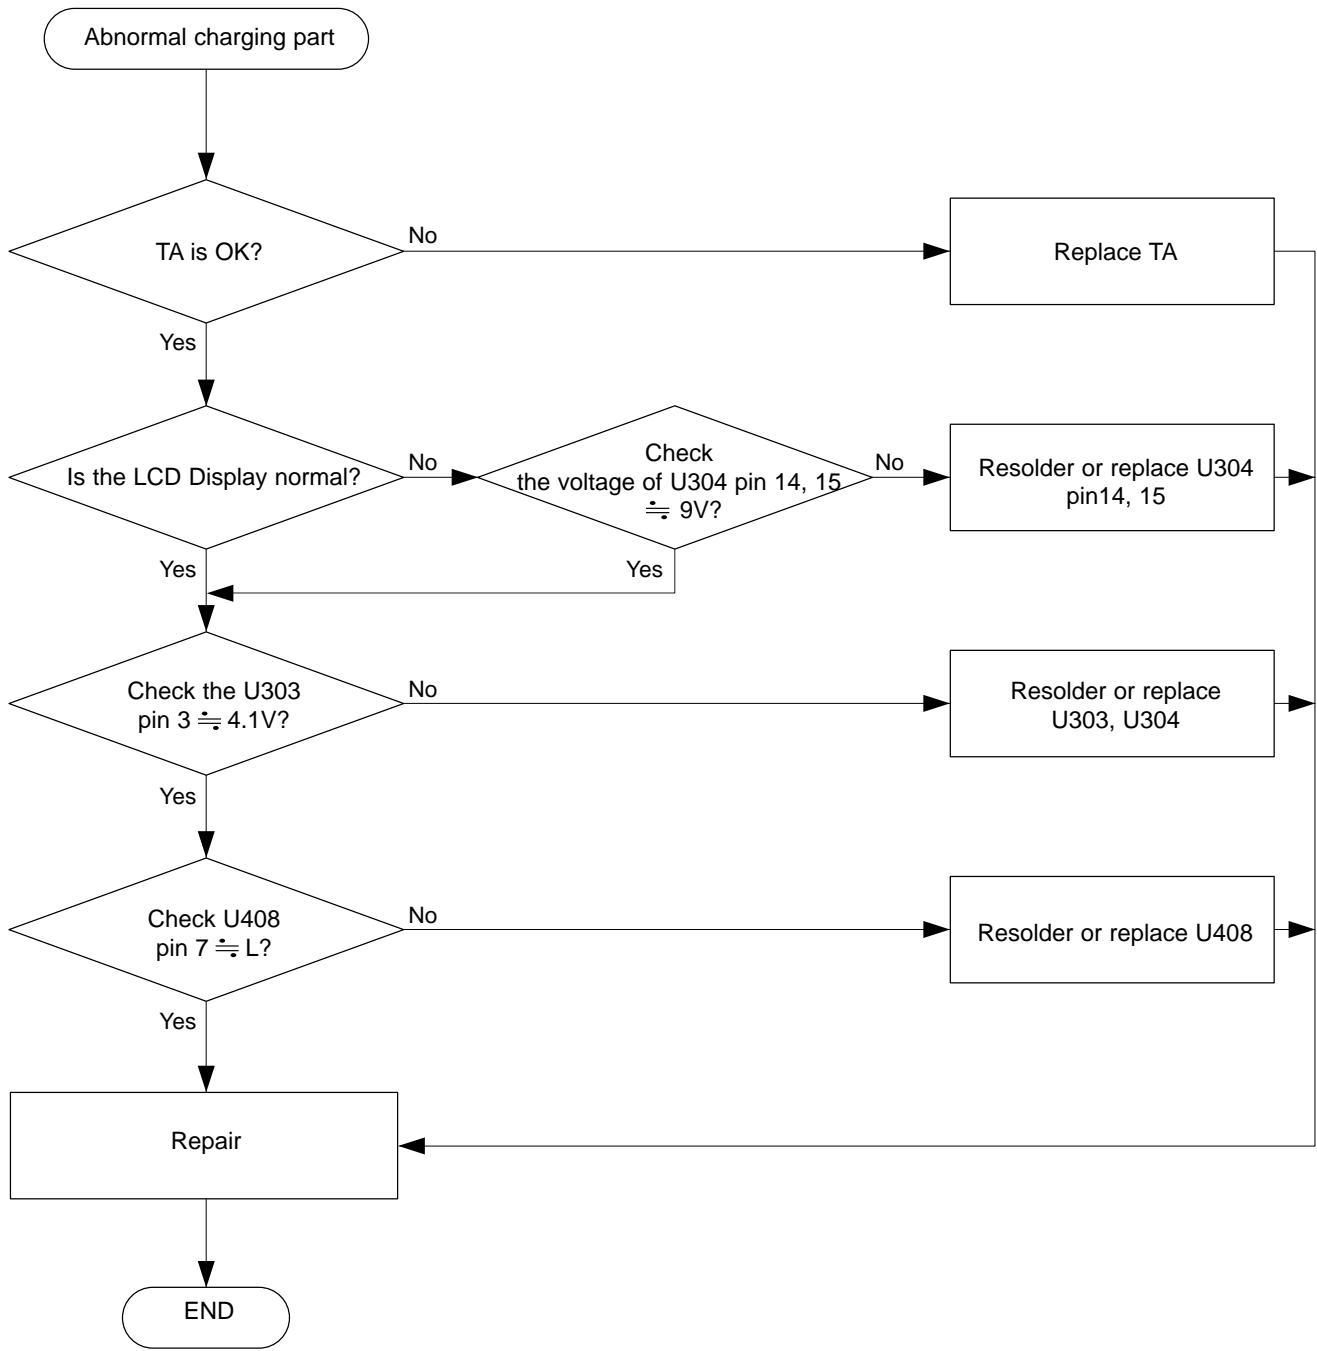 Abnormal charging part
TA is OK?
No
Replace TA
Yes
Is the LCD Display normal?
No
Check
the voltage of U304 pin 14, 15
≒ 9V?
No
Resolder or replace U304
pin14, 15
Yes
Yes
Check the U303
pin 3 ≒ 4.1V?
No
Resolder or replace
U303, U304
Yes
Check U408
pin 7 ≒ L?
No
Resolder or replace U408
Yes
Repair
END